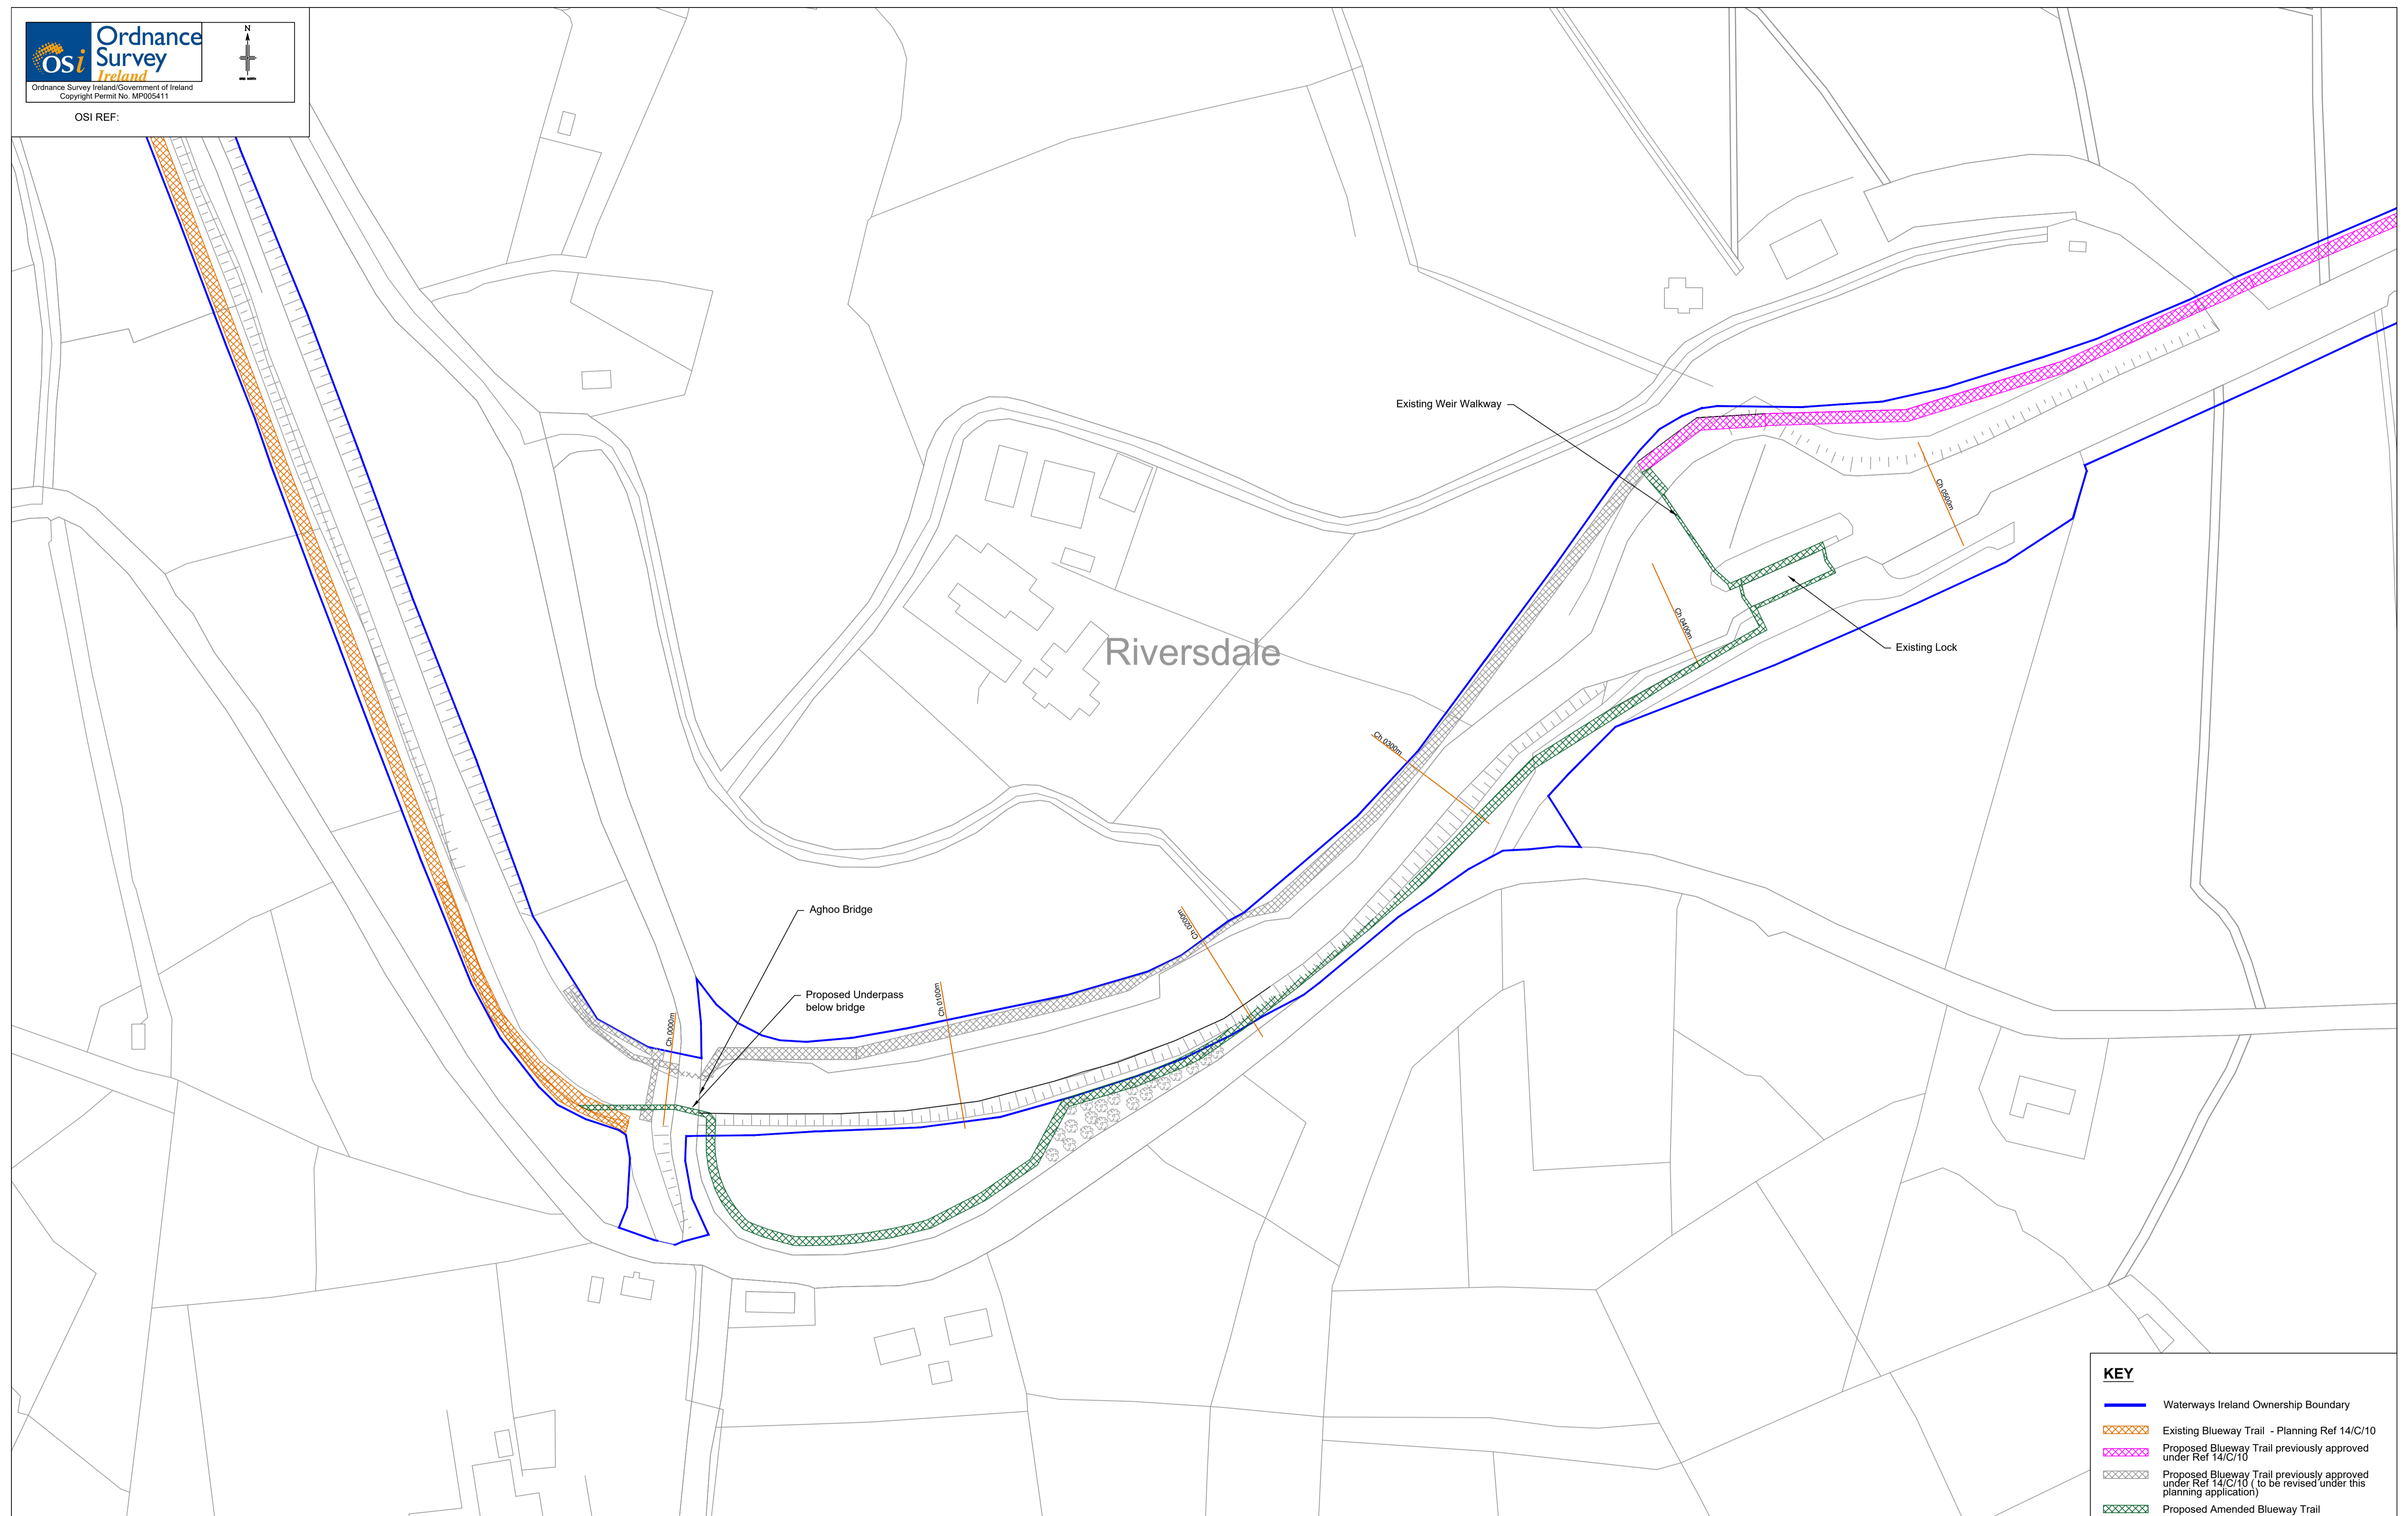 OSi
Ordnance
Survey
Ireland
N
Ordnance Survey Ireland/Government of Ireland
Copyright Permit No. MP005411
OSI REF:
Existing Weir Walkway
Ch 0500m
Ch 0400m
Existing Lock
Riversdale
Ch 0300m
Aghoo Bridge
Ch 0200m
Proposed Underpass
below bridge
Ch 0100m
Ch 0000m
KEY
Waterways Ireland Ownership Boundary
Existing Blueway Trail - Planning Ref 14/C/10
Proposed Blueway Trail previously approved
under Ref 14/C/10
Proposed Blueway Trail previously approved
under Ref 14/C/10 ( to be revised under this
planning application)
Proposed Amended Blueway Trail